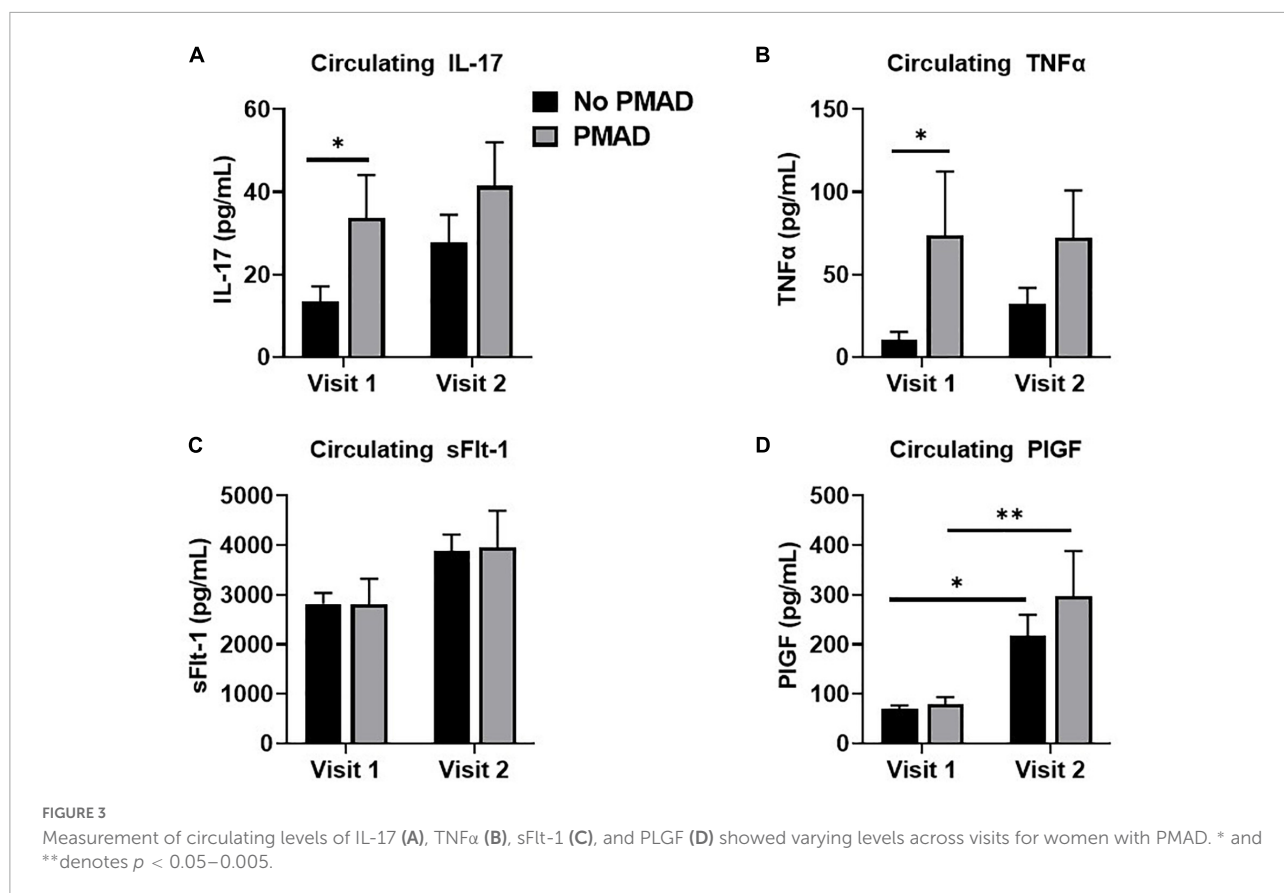 A
Circulating IL-17
No PMAD
PMAD
60
40
20
0
IL-17 (pg/mL)
*
Visit 1
Visit 2
B
Circulating TNFα
150
100
50
0
TNFα (pg/mL)
*
Visit 1
Visit 2
C
Circulating sFlt-1
5000
4000
3000
2000
1000
0
sFlt-1 (pg/mL)
Visit 1
Visit 2
D
Circulating PlGF
500
400
300
200
100
0
PlGF (pg/mL)
*
**
Visit 1
Visit 2
FIGURE 3
Measurement of circulating levels of IL-17 (A), TNFα (B), sFlt-1 (C), and PLGF (D) showed varying levels across visits for women with PMAD. * and
**denotes p < 0.05–0.005.